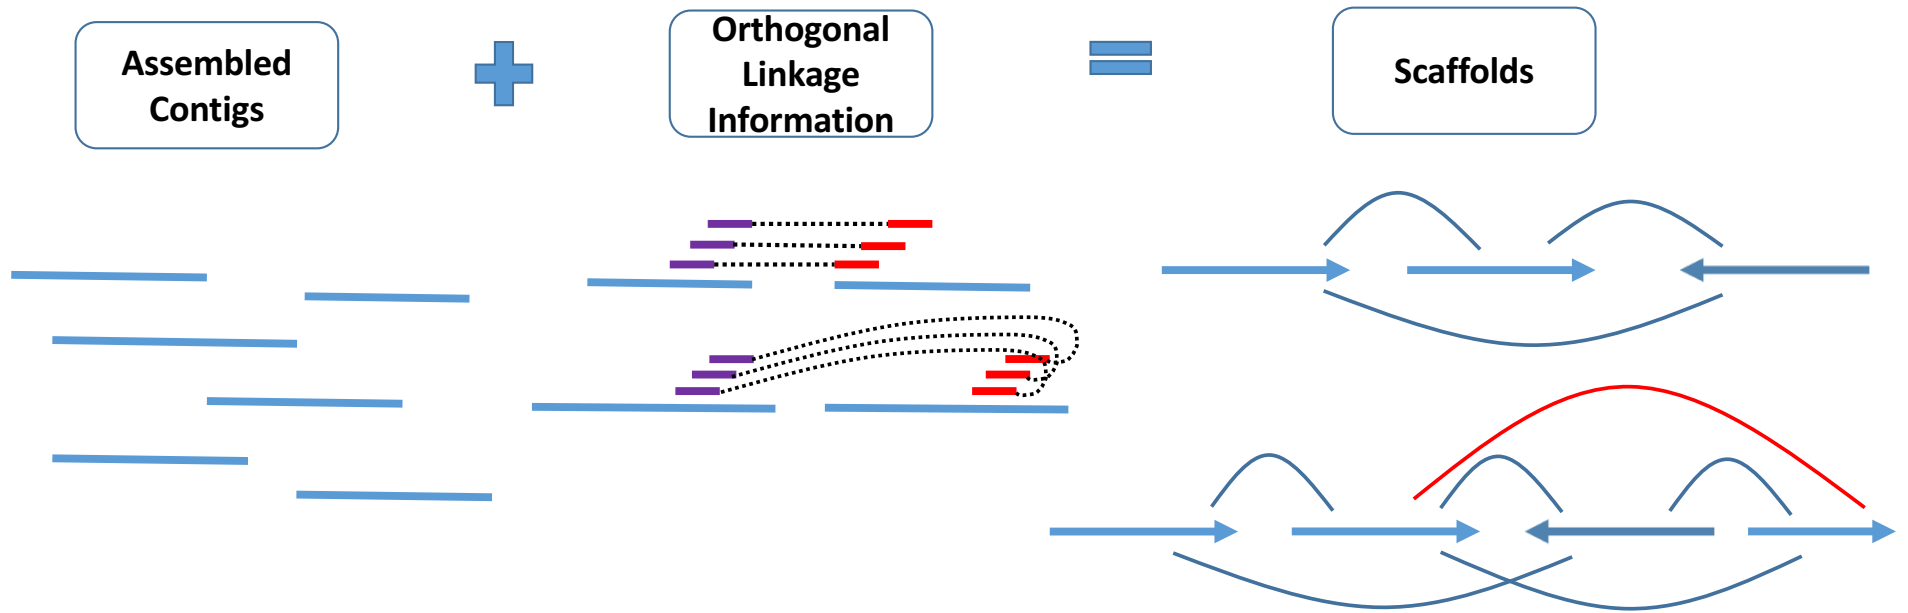 Assembled
Contigs
Orthogonal
Linkage
Information
Scaffolds